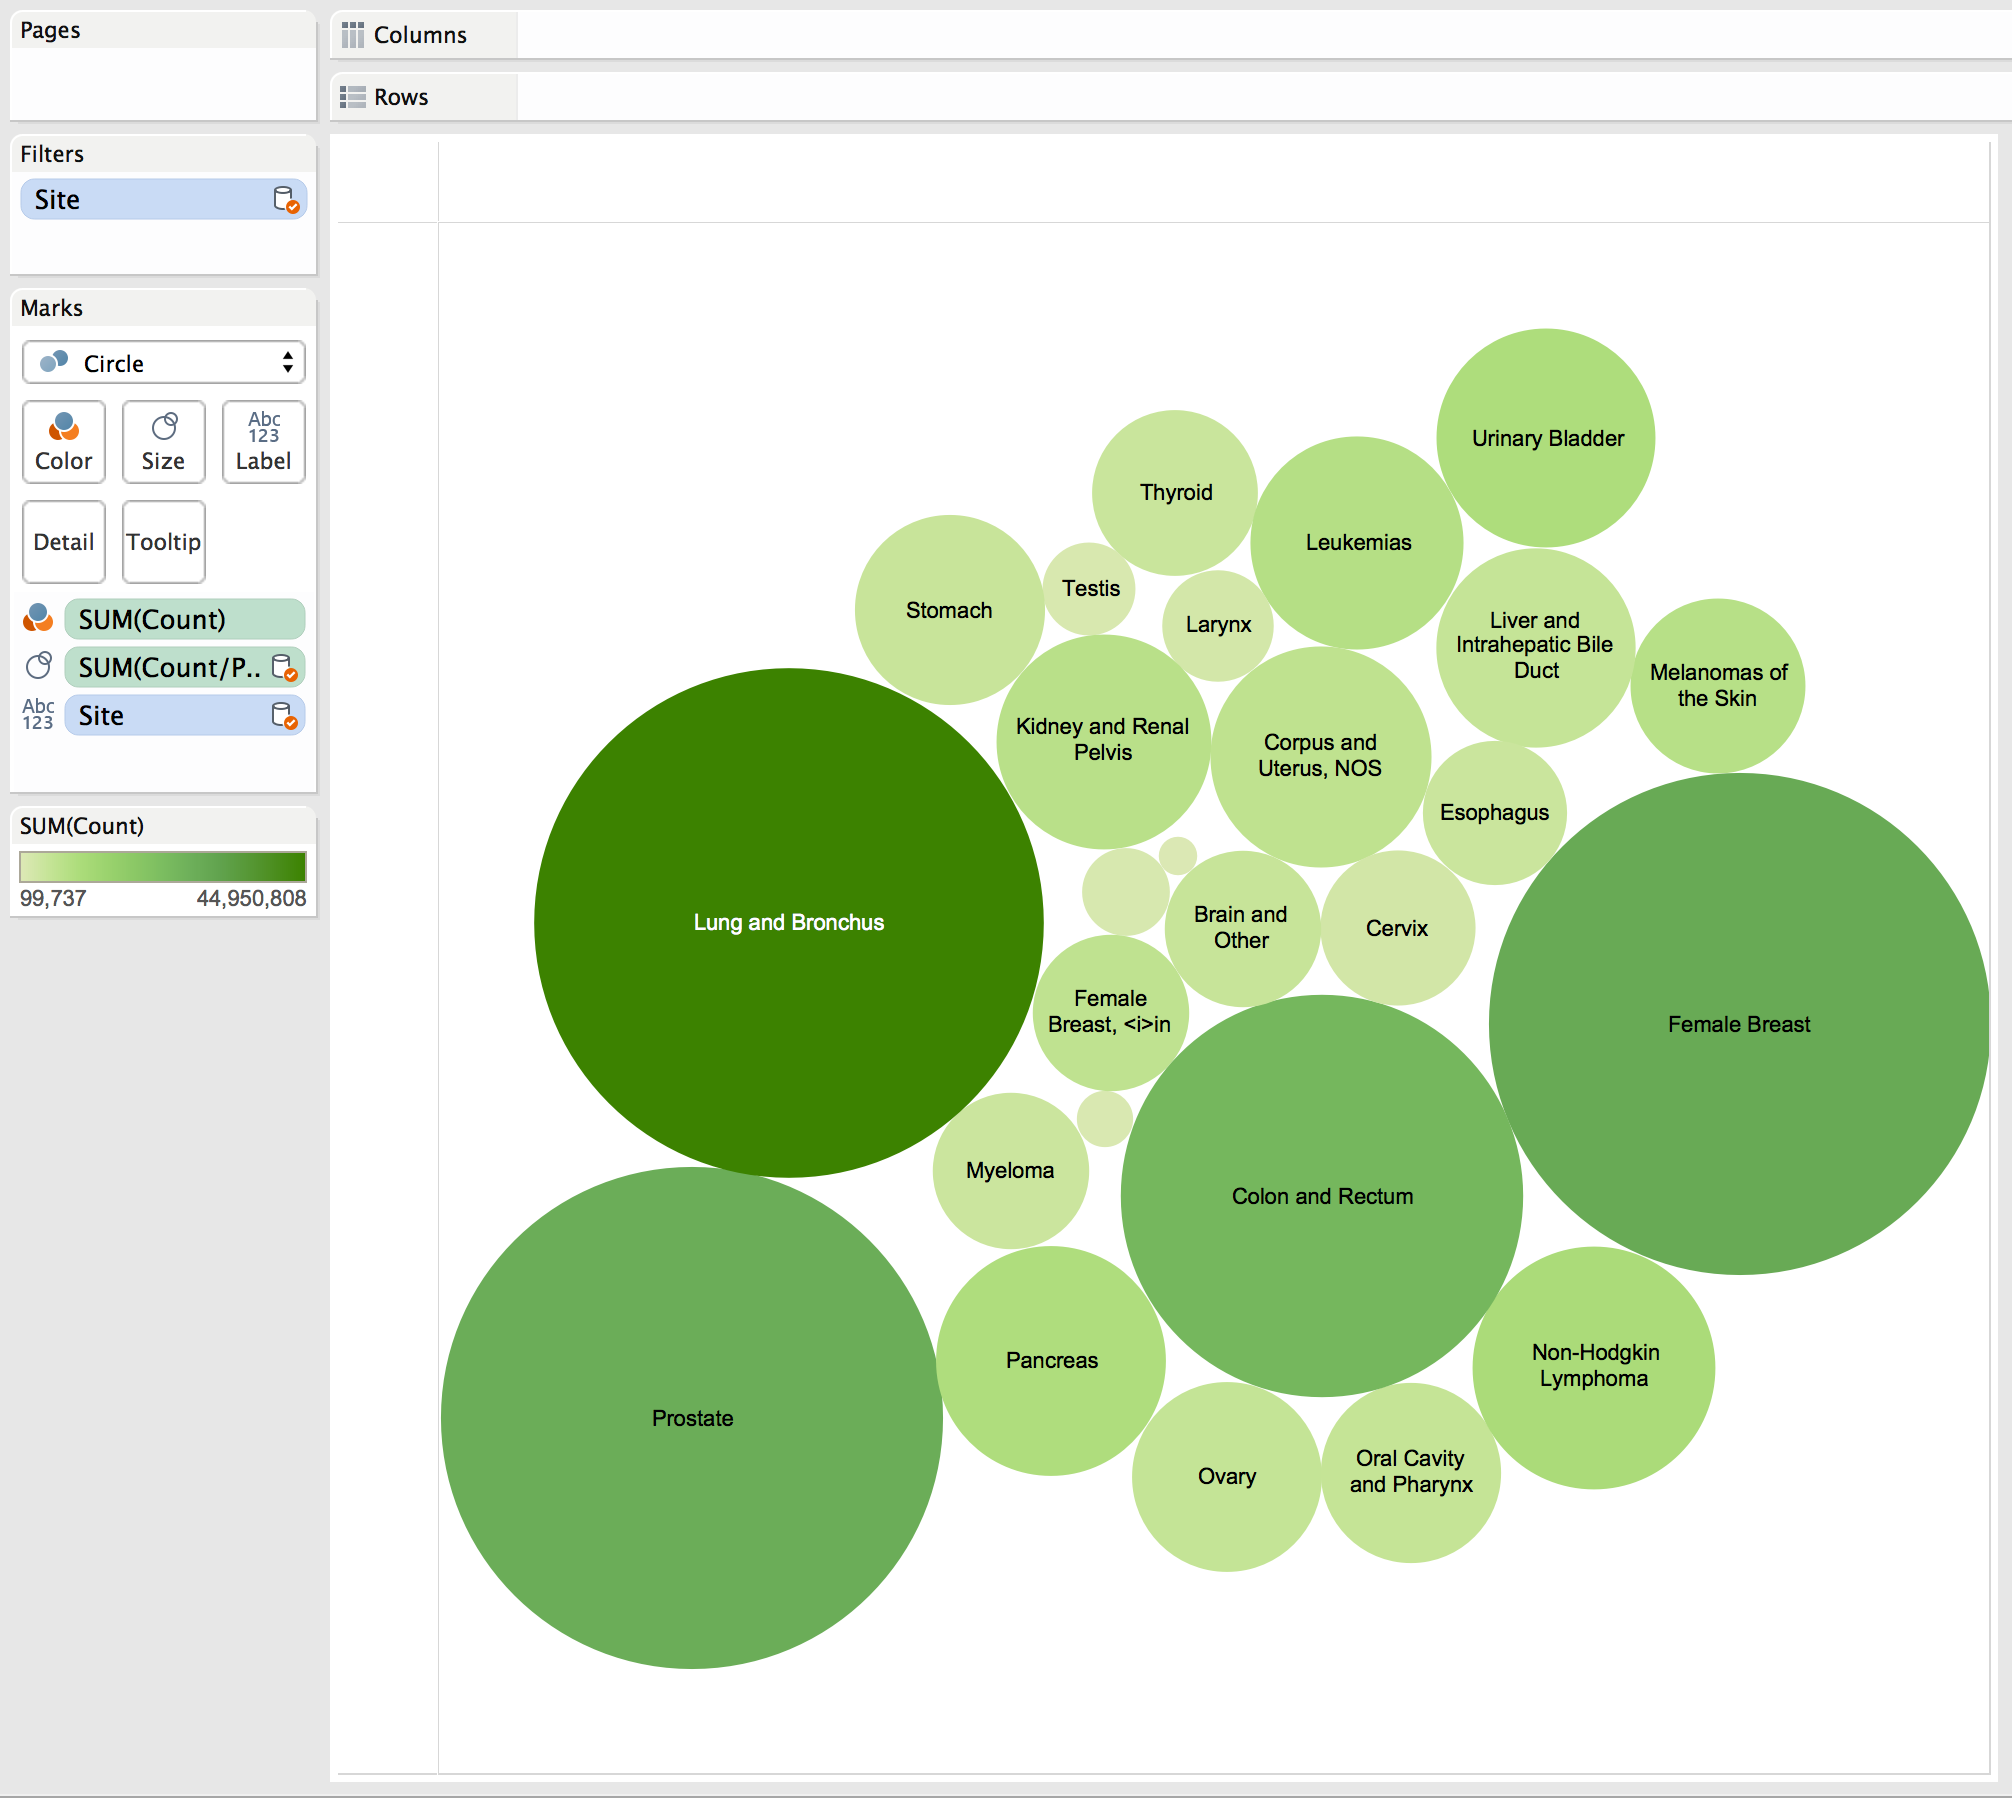 Pages
Columns
Rows
Filters
Site
Marks
Circle
Color
Size
Abc
123
Label
Detail
Tooltip
SUM(Count)
SUM(Count/P..
Abc
123
Site
SUM(Count)
99,737
44,950,808
Urinary Bladder
Thyroid
Leukemias
Stomach
Testis
Larynx
Liver and
Intrahepatic Bile
Duct
Melanomas of
the Skin
Kidney and Renal
Pelvis
Corpus and
Uterus, NOS
Esophagus
Lung and Bronchus
Brain and
Other
Cervix
Female
Breast, <i>in
Female Breast
Myeloma
Colon and Rectum
Pancreas
Non-Hodgkin
Lymphoma
Prostate
Ovary
Oral Cavity
and Pharynx